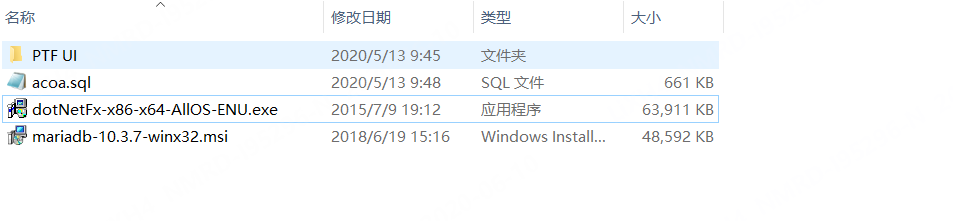 名称 修改日期 类型 大小
PTF UI 2020/5/13 9:45 文件夹
acoa.sql 2020/5/13 9:48 SQL 文件 661 KB
dotNetFx-x86-x64-AllOS-ENU.exe 2015/7/9 19:12 应用程序 63,911 KB
mariadb-10.3.7-winx32.msi 2018/6/19 15:16 Windows Install... 48,592 KB